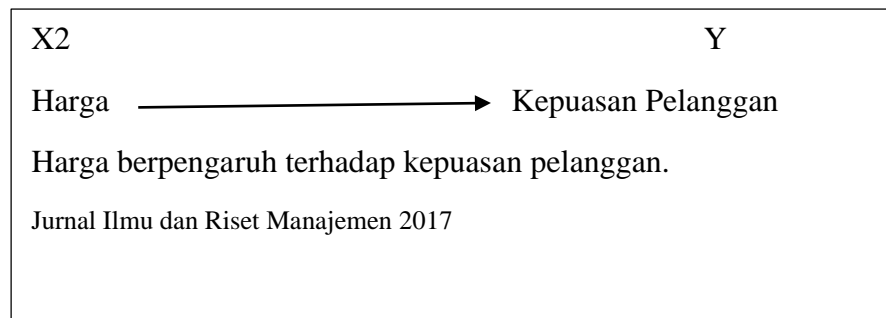 X2 Y
Harga Kepuasan Pelanggan
Harga berpengaruh terhadap kepuasan pelanggan.
Jurnal Ilmu dan Riset Manajemen 2017